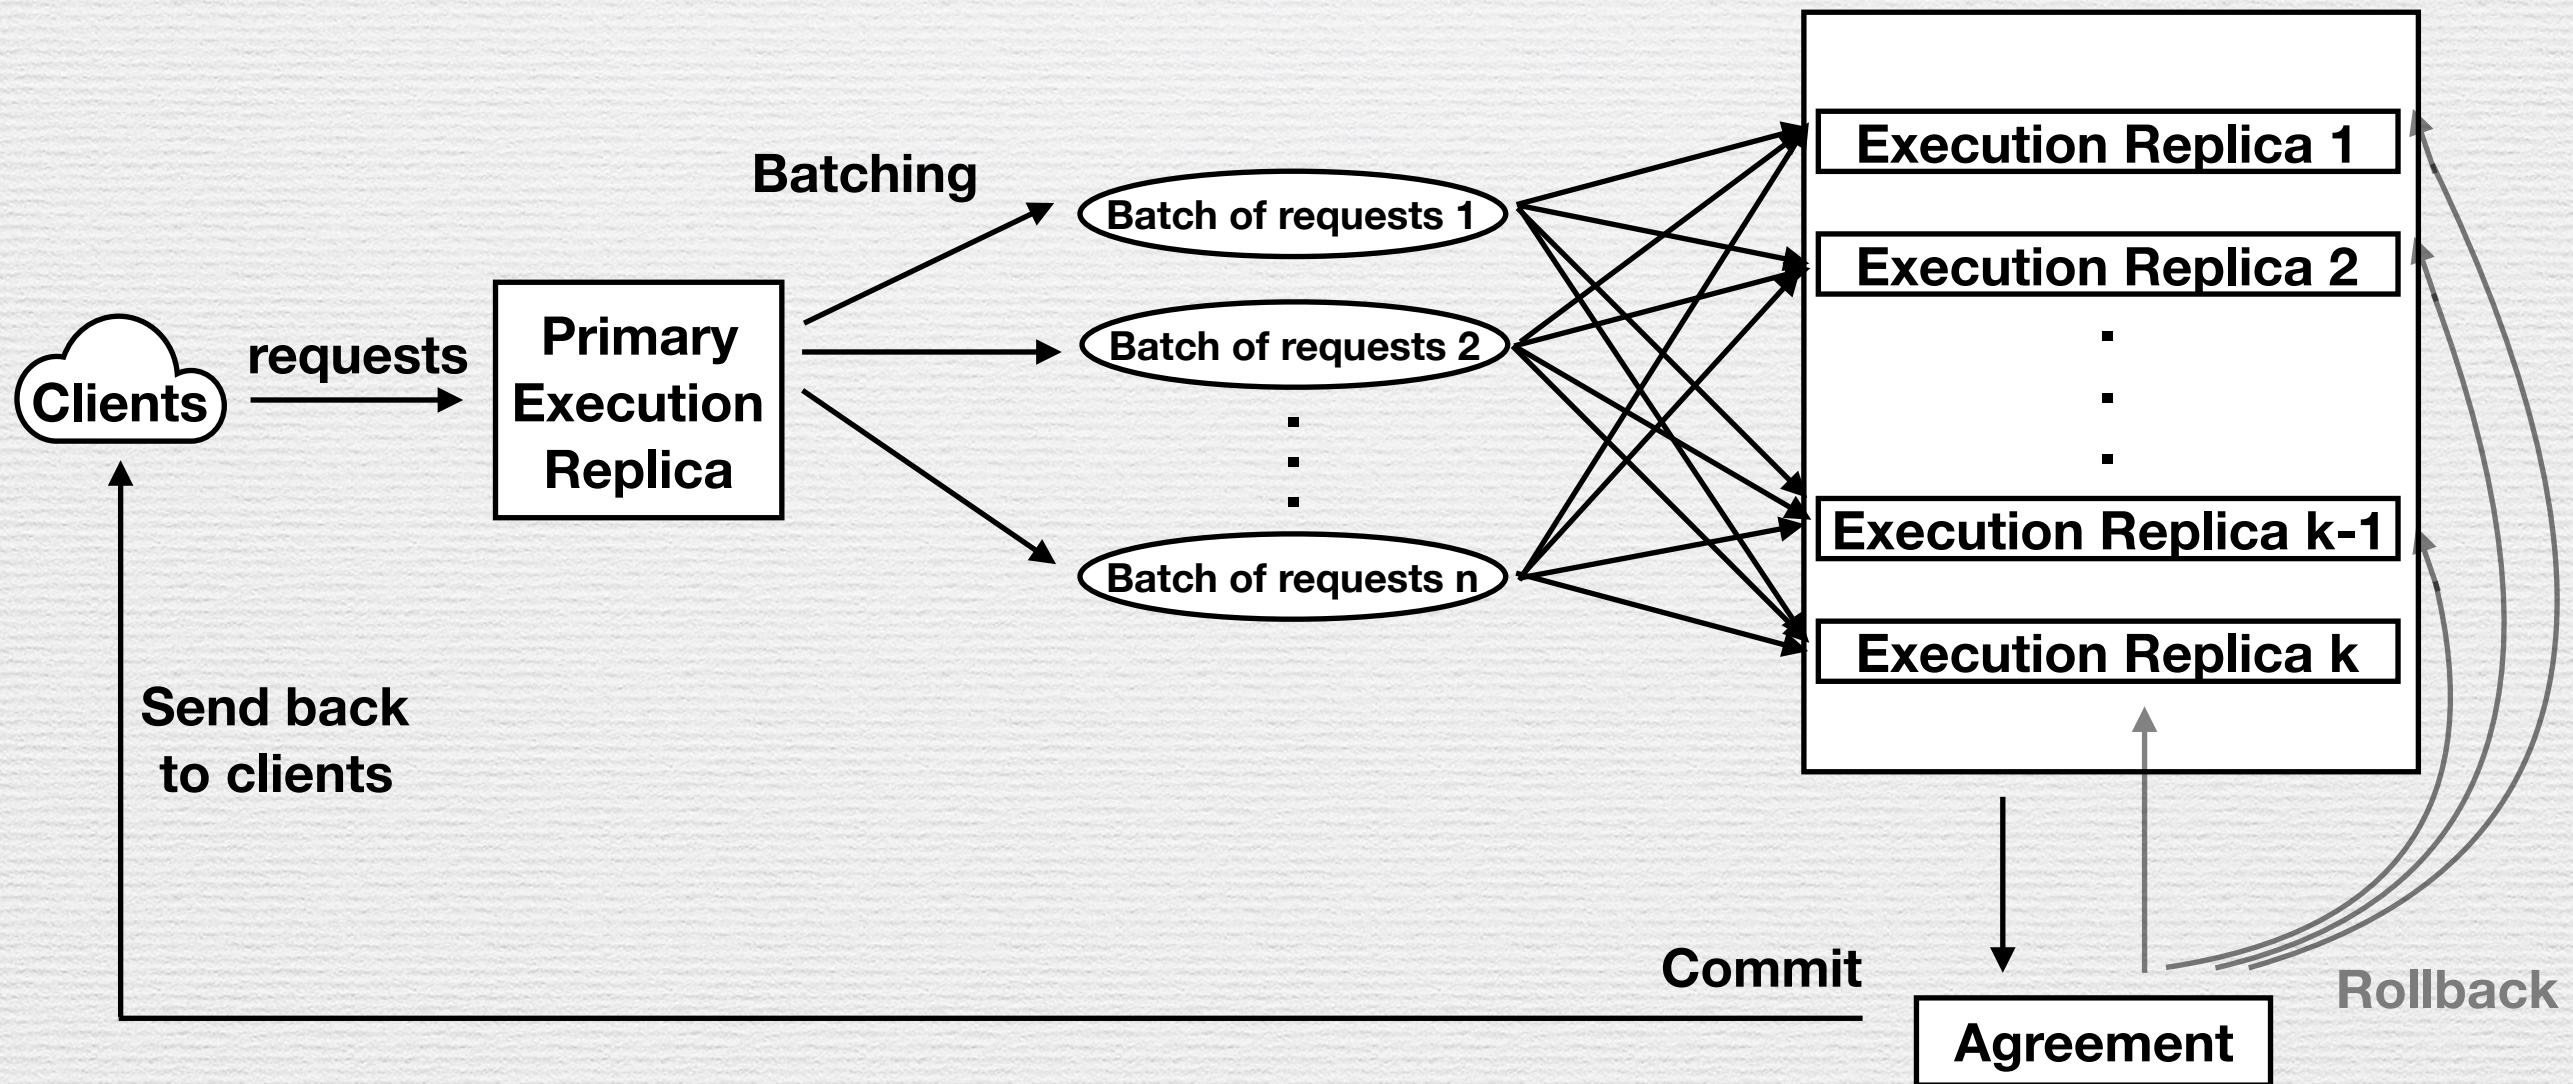 Clients
requests
Primary
Execution
Replica
Batching
Batch of requests 1
Batch of requests 2
.
.
.
Batch of requests n
Execution Replica 1
Execution Replica 2
.
.
.
Execution Replica k-1
Execution Replica k
Send back
to clients
Commit
Agreement
Rollback